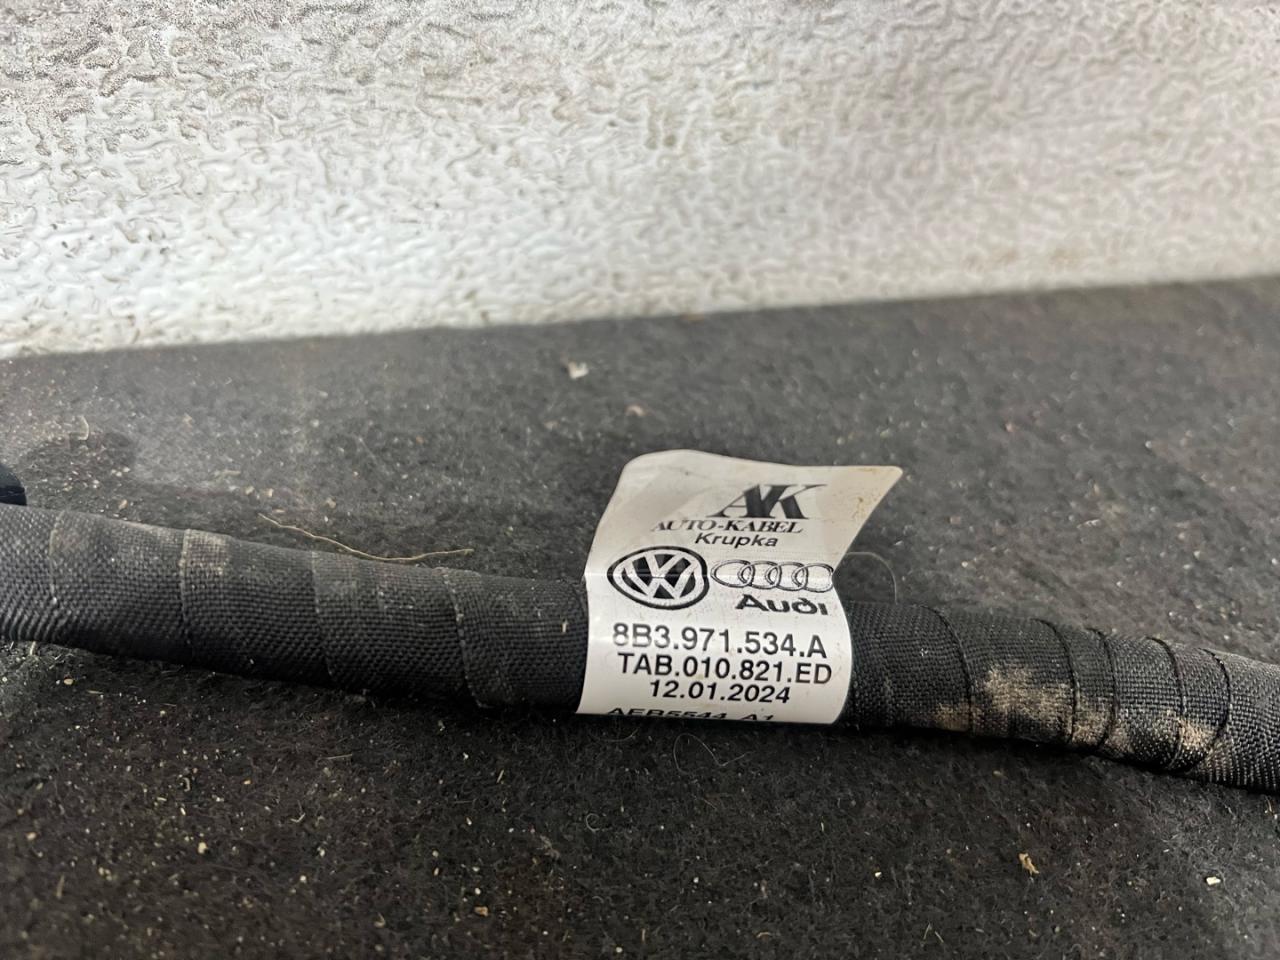 AK
AUTO-KABEL
Krupka
Audi
8B3.971.534.A
TAB.010.821.ED
12.01.2024